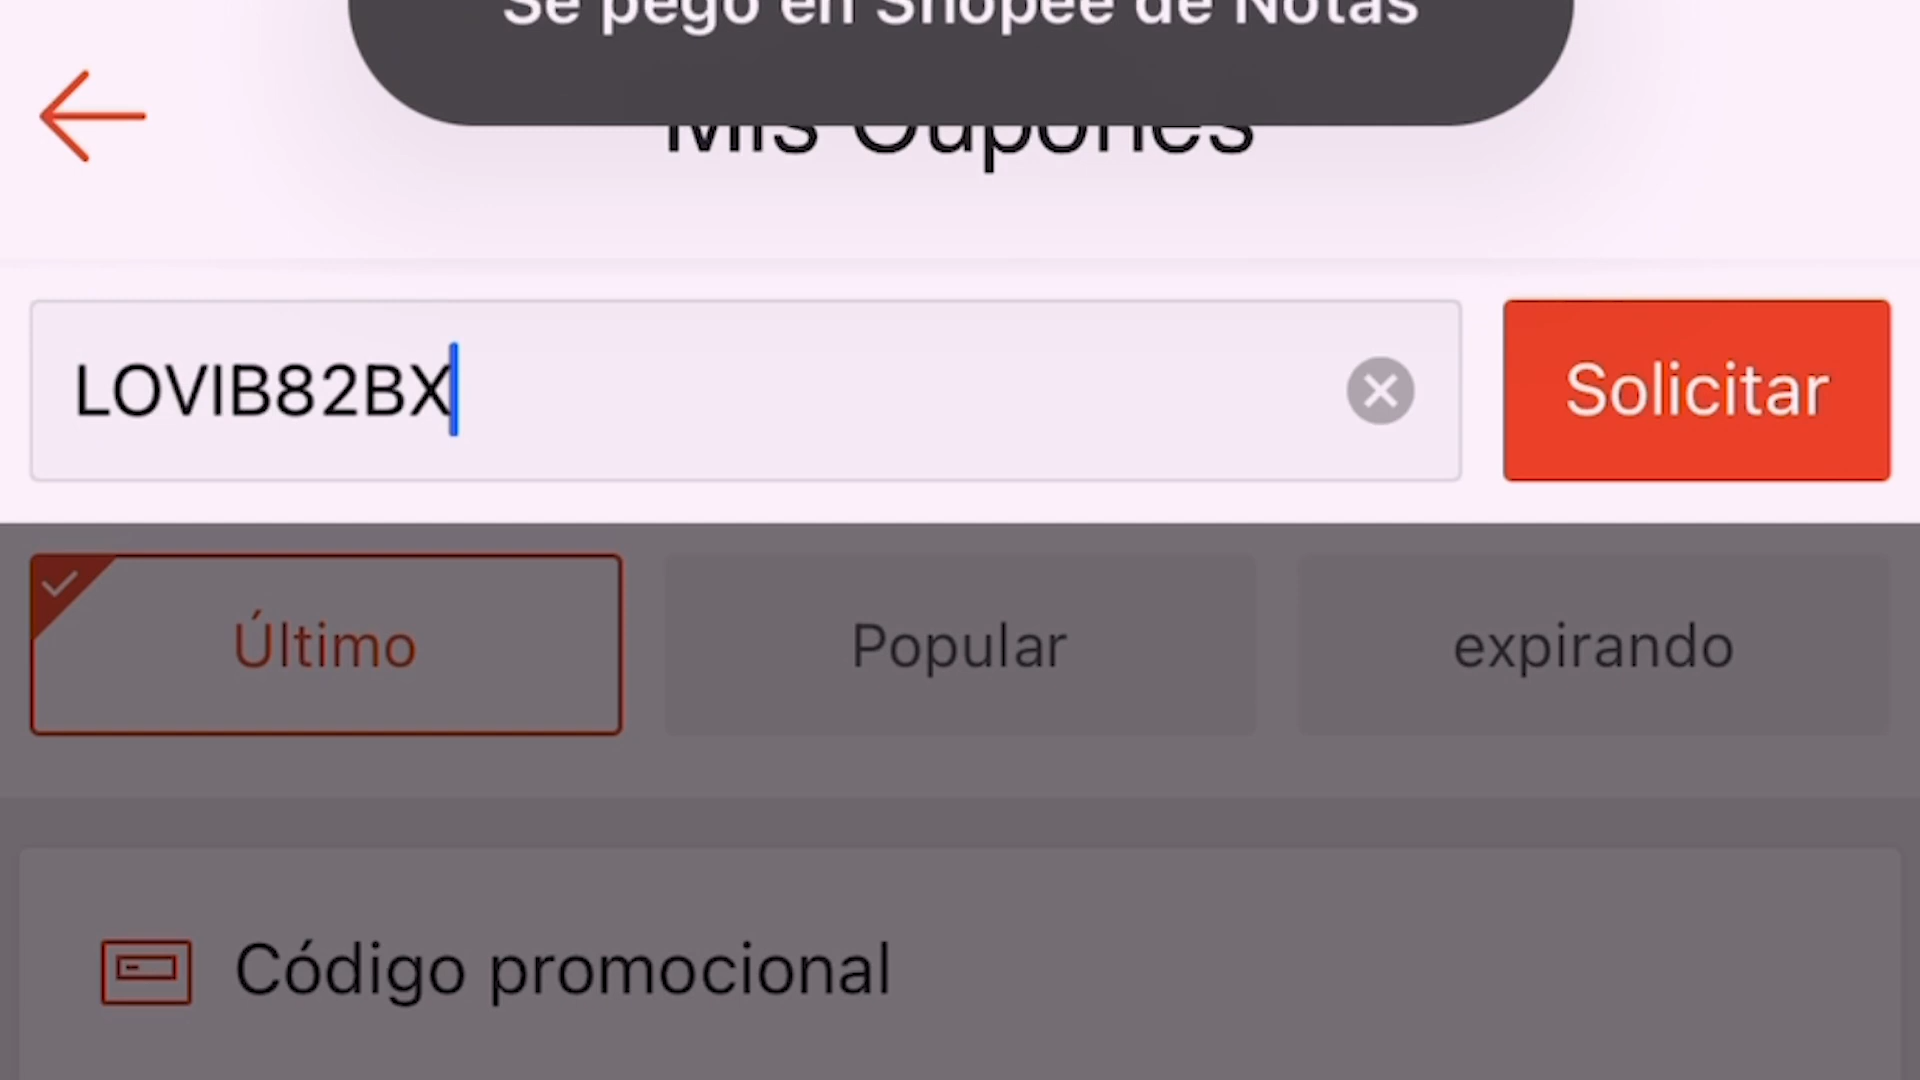 Se pegó en Shopee de Notas
Mis Cupones
LOVIB82BX
Solicitar
Último
Popular
expirando
Código promocional